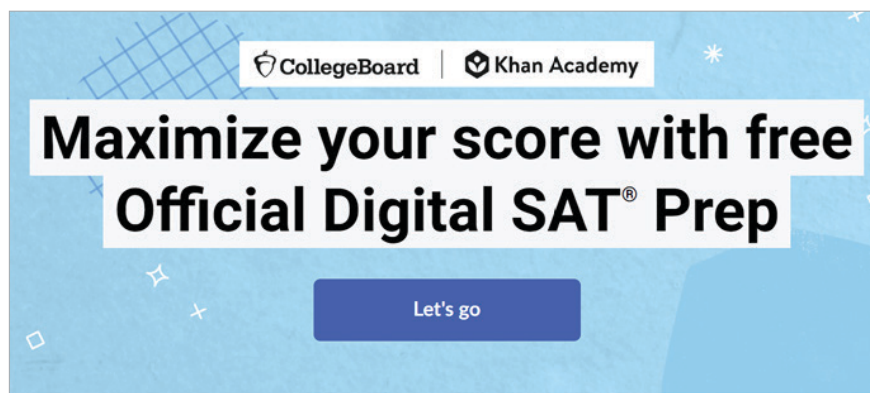 CollegeBoard | Khan Academy
Maximize your score with free
Official Digital SAT® Prep
Let's go